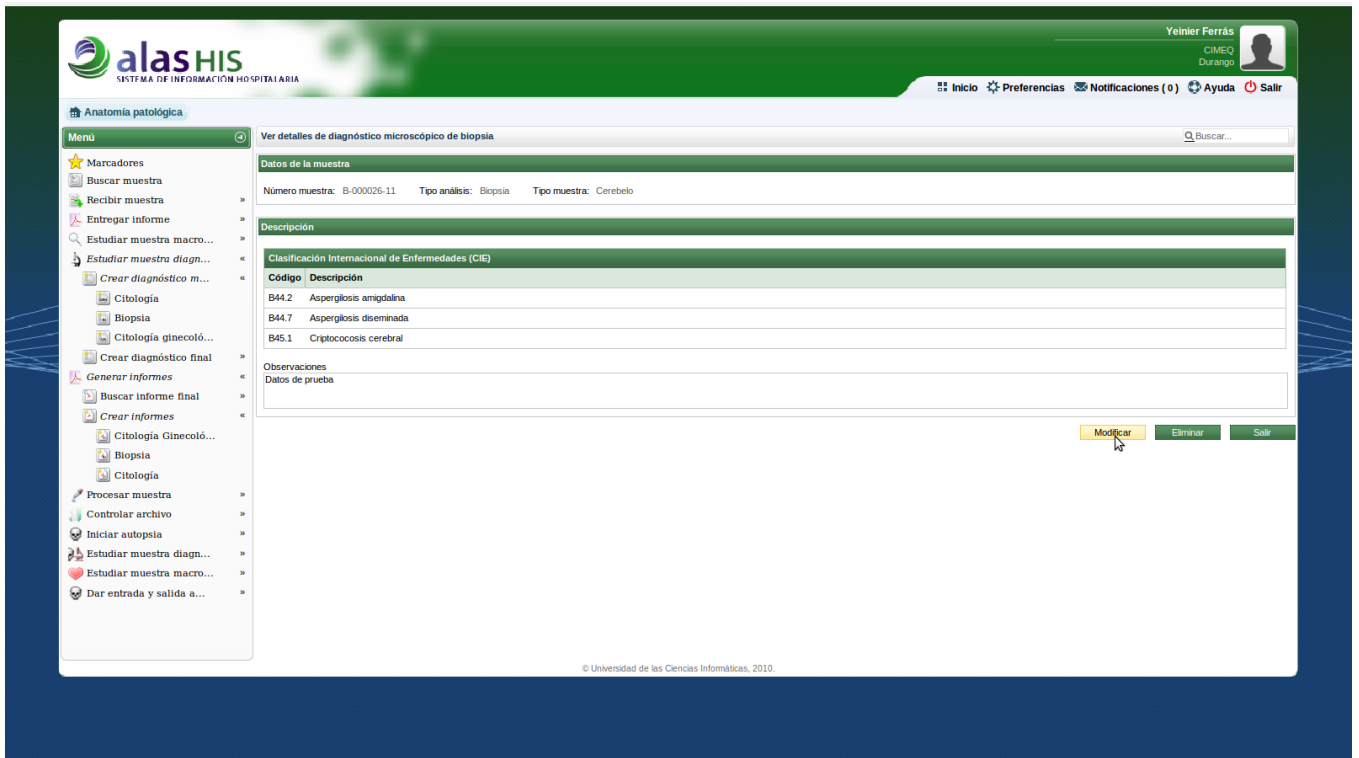 Yeinier Ferrás
CIMEQ
Durango
alas HIS
SISTEMA DE INFORMACIÓN HOSPITALARIA
Inicio Preferencias Notificaciones ( 0 ) Ayuda Salir
Anatomía patológica
Menú
Marcadores
Buscar muestra
Recibir muestra »
Entregar informe »
Estudiar muestra macro... »
Estudiar muestra diagn... «
Crear diagnóstico m... «
Citología
Biopsia
Citología ginecoló...
Crear diagnóstico final »
Generar informes «
Buscar informe final »
Crear informes «
Citología Ginecoló...
Biopsia
Citología
Procesar muestra »
Controlar archivo »
Iniciar autopsia »
Estudiar muestra diagn... »
Estudiar muestra macro... »
Dar entrada y salida a... »
Ver detalles de diagnóstico microscópico de biopsia
Buscar...
Datos de la muestra
Número muestra: B-000026-11 Tipo análisis: Biopsia Tipo muestra: Cerebelo
Descripción
Clasificación Internacional de Enfermedades (CIE)
Código Descripción
B44.2 Aspergilosis amigdalina
B44.7 Aspergilosis diseminada
B45.1 Criptococosis cerebral
Observaciones
Datos de prueba
Modificar Eliminar Salir
© Universidad de las Ciencias Informáticas, 2010.